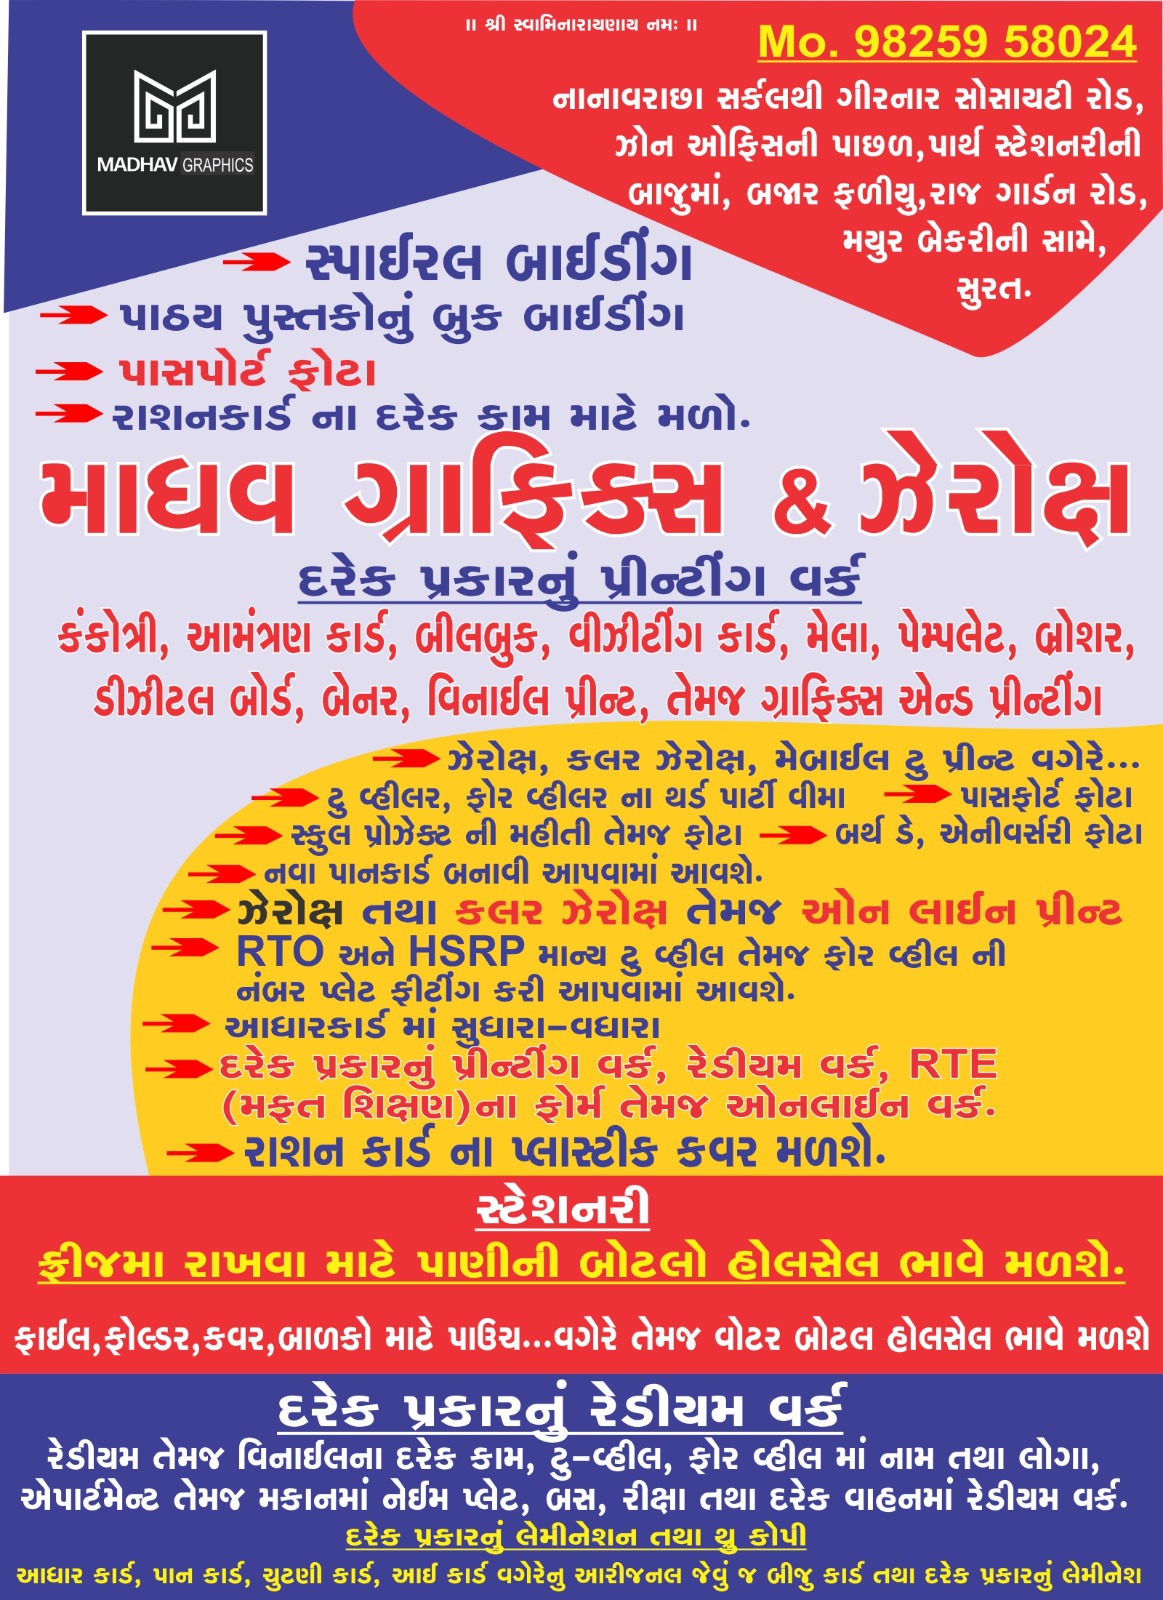 ॥ શ્રી સ્વામિનારાયણાય નમઃ ॥
Mo. 98259 58024
MADHAV GRAPHICS
નાનાવરાછા સર્કલથી ગીરનાર સોસાયટી રોડ,
ઝોન ઓફિસની પાછળ,પાર્થ સ્ટેશનરીની
બાજુમાં, બજાર ફળીયુ,રાજ ગાર્ડન રોડ,
મયુર બેકરીની સામે,
સુરત.
સ્પાઈરલ બાઈડીંગ
પાઠય પુસ્તકોનું બુક બાઈડીંગ
પાસપોર્ટ ફોટા
રાશનકાર્ડ ના દરેક કામ માટે મળો.
માધવ ગ્રાફિક્સ & ઝેરોક્ષ
દરેક પ્રકારનું પ્રીન્ટીંગ વર્ક
કંકોત્રી, આમંત્રણ કાર્ડ, બીલબુક, વીઝીટીંગ કાર્ડ, મેલા, પેમ્પલેટ, બ્રોશર,
ડીઝીટલ બોર્ડ, બેનર, વિનાઈલ પ્રીન્ટ, તેમજ ગ્રાફિક્સ એન્ડ પ્રીન્ટીંગ
ઝેરોક્ષ, કલર ઝેરોક્ષ, મેબાઈલ ટુ પ્રીન્ટ વગેરે...
ટુ વ્હીલર, ફોર વ્હીલર ના થર્ડ પાર્ટી વીમા પાસફોર્ટ ફોટા
સ્કુલ પ્રોઝેક્ટ ની મહીતી તેમજ ફોટા બર્થ ડે, એનીવર્સરી ફોટા
નવા પાનકાર્ડ બનાવી આપવામાં આવશે.
ઝેરોક્ષ તથા કલર ઝેરોક્ષ તેમજ ઓન લાઈન પ્રીન્ટ
RTO અને HSRP માન્ય ટુ વ્હીલ તેમજ ફોર વ્હીલ ની
નંબર પ્લેટ ફીટીંગ કરી આપવામાં આવશે.
આધારકાર્ડ માં સુધારા-વધારા
દરેક પ્રકારનું પ્રીન્ટીંગ વર્ક, રેડીયમ વર્ક, RTE
(મફત શિક્ષણ)ના ફોર્મ તેમજ ઓનલાઈન વર્ક.
રાશન કાર્ડ ના પ્લાસ્ટીક કવર મળશે.
સ્ટેશનરી
ફ્રીજમા રાખવા માટે પાણીની બોટલો હોલસેલ ભાવે મળશે.
ફાઈલ,ફોલ્ડર,કવર,બાળકો માટે પાઉચ...વગેરે તેમજ વોટર બોટલ હોલસેલ ભાવે મળશે
દરેક પ્રકારનું રેડીયમ વર્ક
રેડીયમ તેમજ વિનાઈલના દરેક કામ, ટુ-વ્હીલ, ફોર વ્હીલ માં નામ તથા લોગા,
એપાર્ટમેન્ટ તેમજ મકાનમાં નેઈમ પ્લેટ, બસ, રીક્ષા તથા દરેક વાહનમાં રેડીયમ વર્ક.
દરેક પ્રકારનું લેમીનેશન તથા થ્રુ કોપી
આધાર કાર્ડ, પાન કાર્ડ, ચુટણી કાર્ડ, આઈ કાર્ડ વગેરેનુ આરીજનલ જેવું જ બીજુ કાર્ડ તથા દરેક પ્રકારનું લેમીનેશ